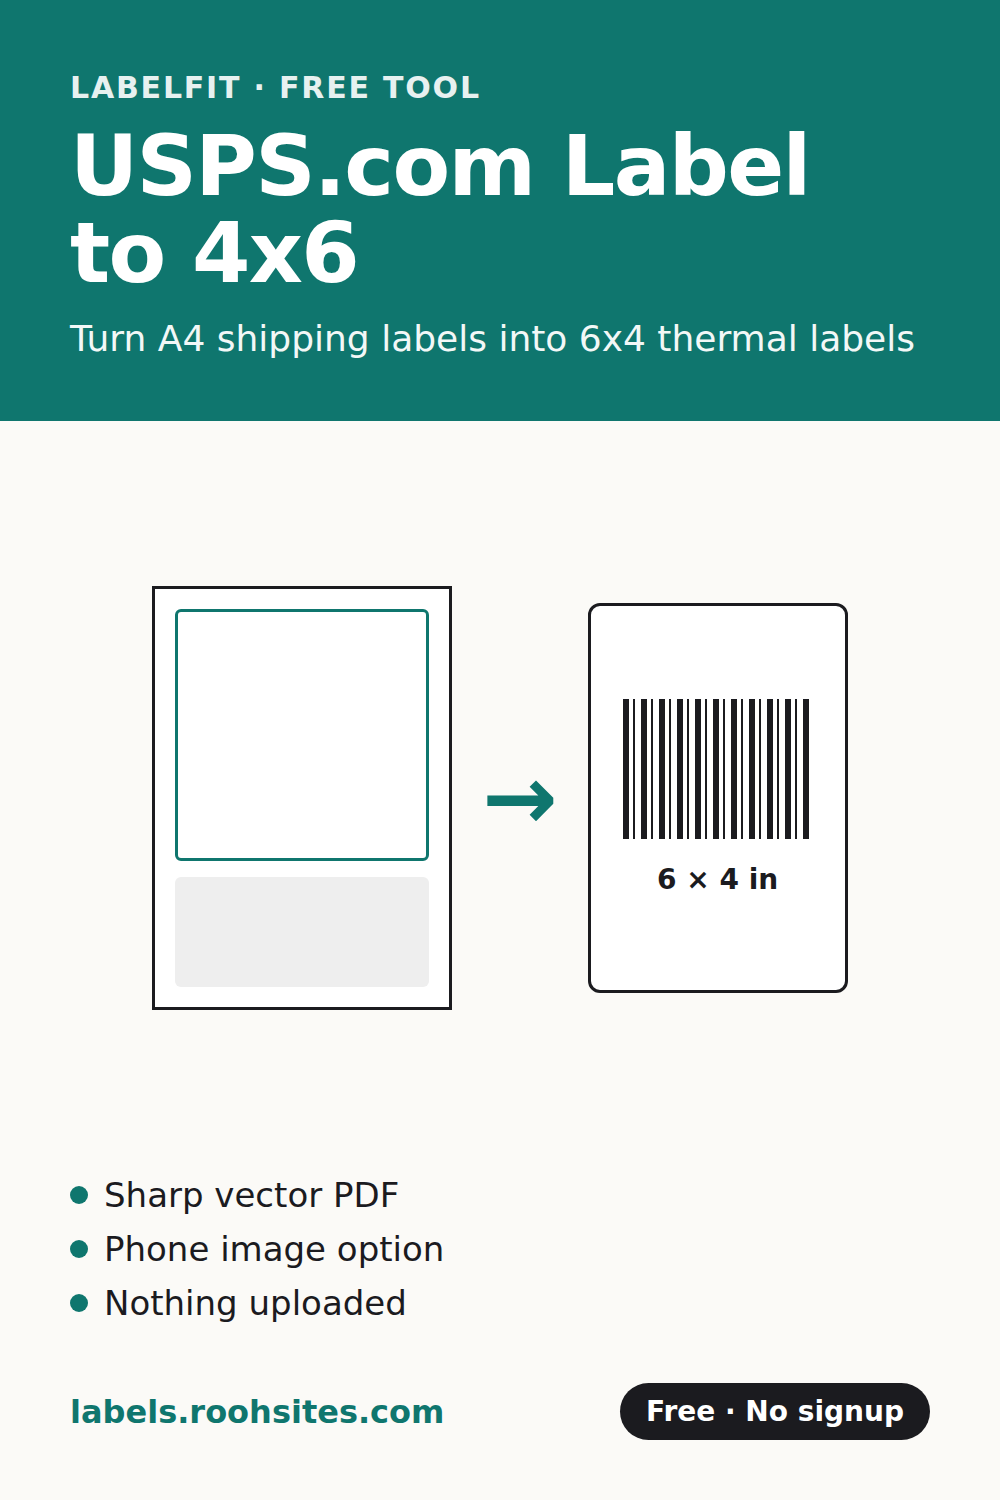 LABELFIT · FREE TOOL
USPS.com Label
to 4x6
Turn A4 shipping labels into 6x4 thermal labels
6 × 4 in
Sharp vector PDF
Phone image option
Nothing uploaded
labels.roohsites.com
Free · No signup